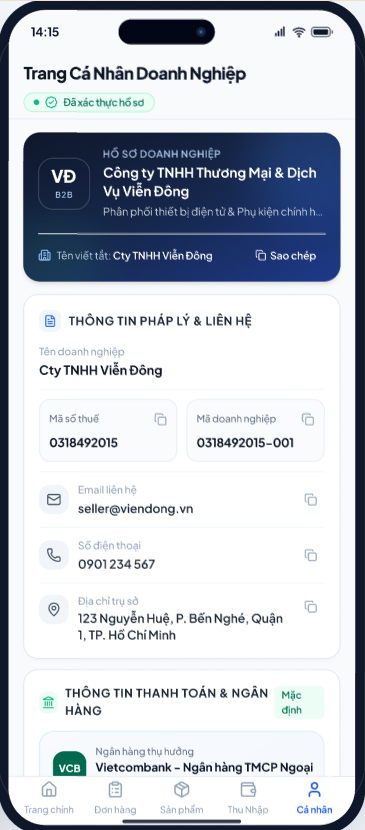 14:15
Trang Cá Nhân Doanh Nghiệp
Đã xác thực hồ sơ
VĐ
B2B
HỒ SƠ DOANH NGHIỆP
Công ty TNHH Thương Mại & Dịch
Vụ Viễn Đông
Phân phối thiết bị điện tử & Phụ kiện chính h...
Tên viết tắt: Cty TNHH Viễn Đông
Sao chép
THÔNG TIN PHÁP LÝ & LIÊN HỆ
Tên doanh nghiệp
Cty TNHH Viễn Đông
Mã số thuế
0318492015
Mã doanh nghiệp
0318492015-001
Email liên hệ
seller@viendong.vn
Số điện thoại
0901 234 567
Địa chỉ trụ sở
123 Nguyễn Huệ, P. Bến Nghé, Quận
1, TP. Hồ Chí Minh
THÔNG TIN THANH TOÁN & NGÂN
HÀNG
Mặc
định
VCB
Ngân hàng thụ hưởng
Vietcombank - Ngân hàng TMCP Ngoại
Trang chính
Đơn hàng
Sản phẩm
Thu Nhập
Cá nhân